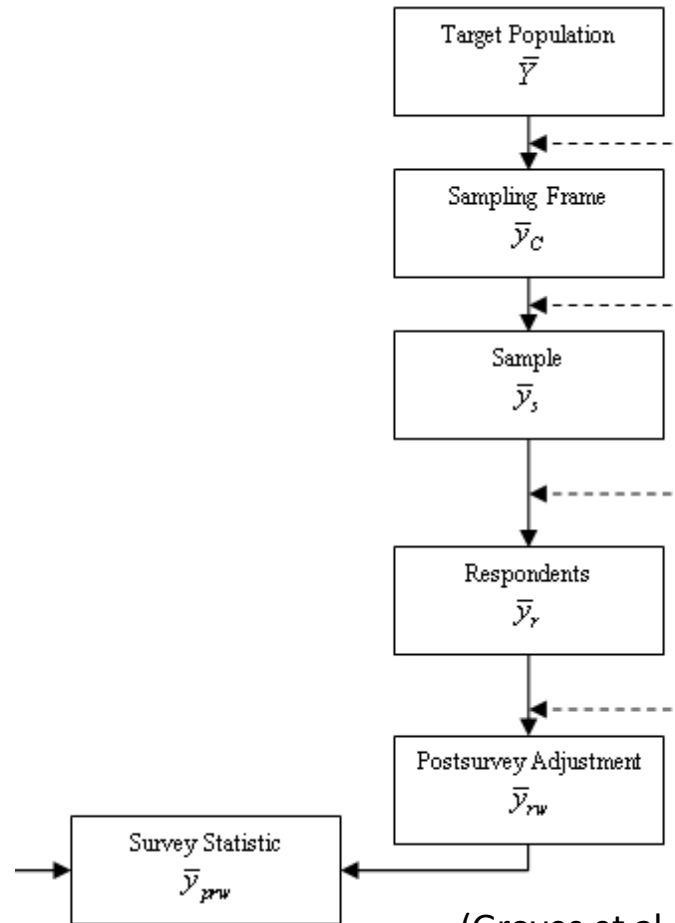 Target Population
Ȳ
Sampling Frame
ȳ_C
Sample
ȳ_s
Respondents
ȳ_r
Postsurvey Adjustment
ȳ_rw
Survey Statistic
ȳ_prw